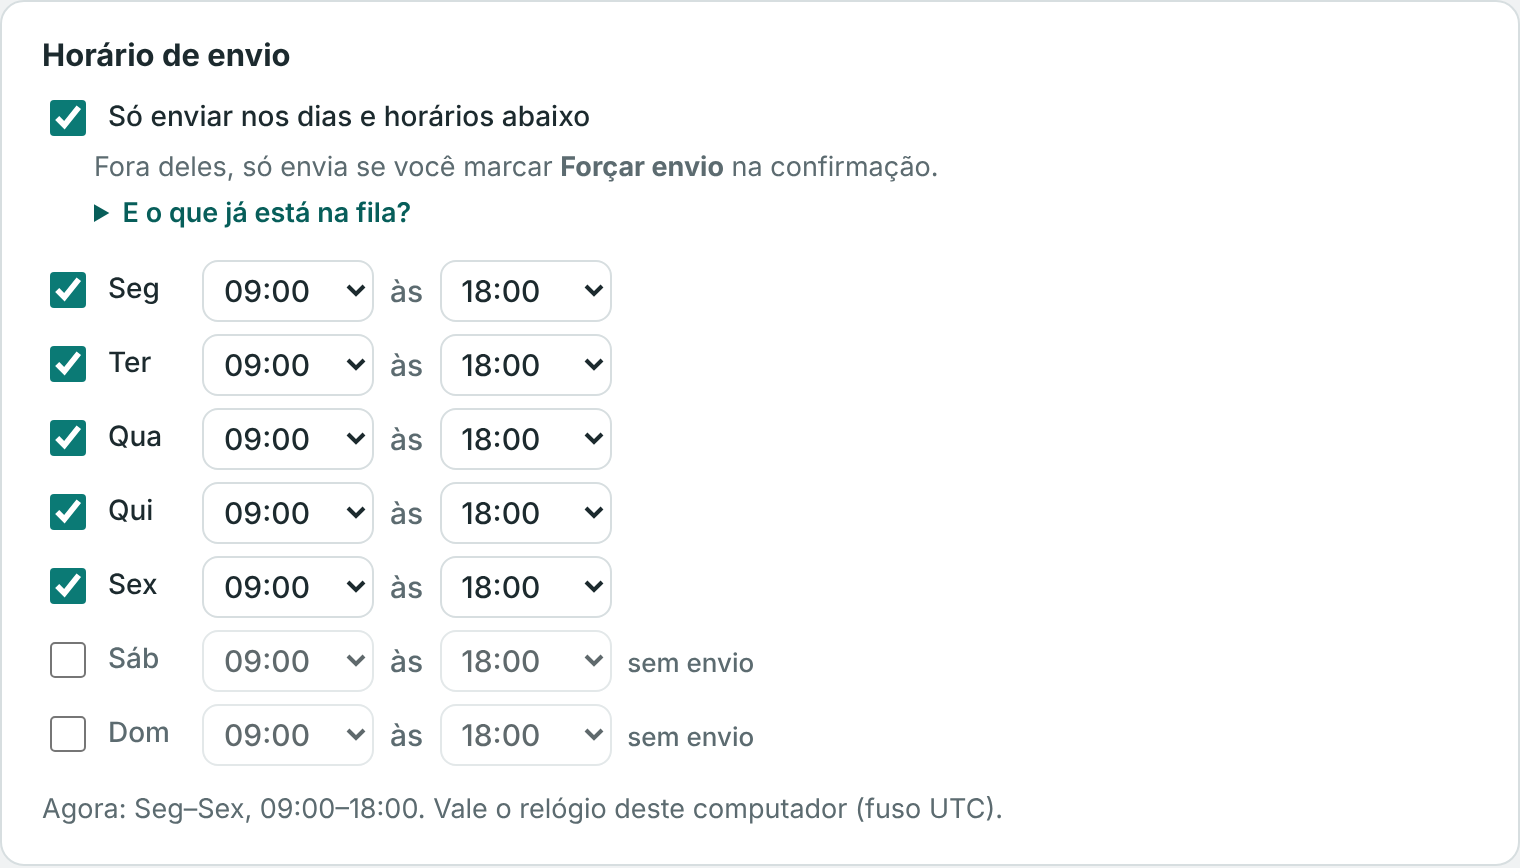 Horário de envio
Só enviar nos dias e horários abaixo
Fora deles, só envia se você marcar Forçar envio na confirmação.
E o que já está na fila?
Seg 09:00 às 18:00
Ter 09:00 às 18:00
Qua 09:00 às 18:00
Qui 09:00 às 18:00
Sex 09:00 às 18:00
Sáb 09:00 às 18:00 sem envio
Dom 09:00 às 18:00 sem envio
Agora: Seg–Sex, 09:00–18:00. Vale o relógio deste computador (fuso UTC).